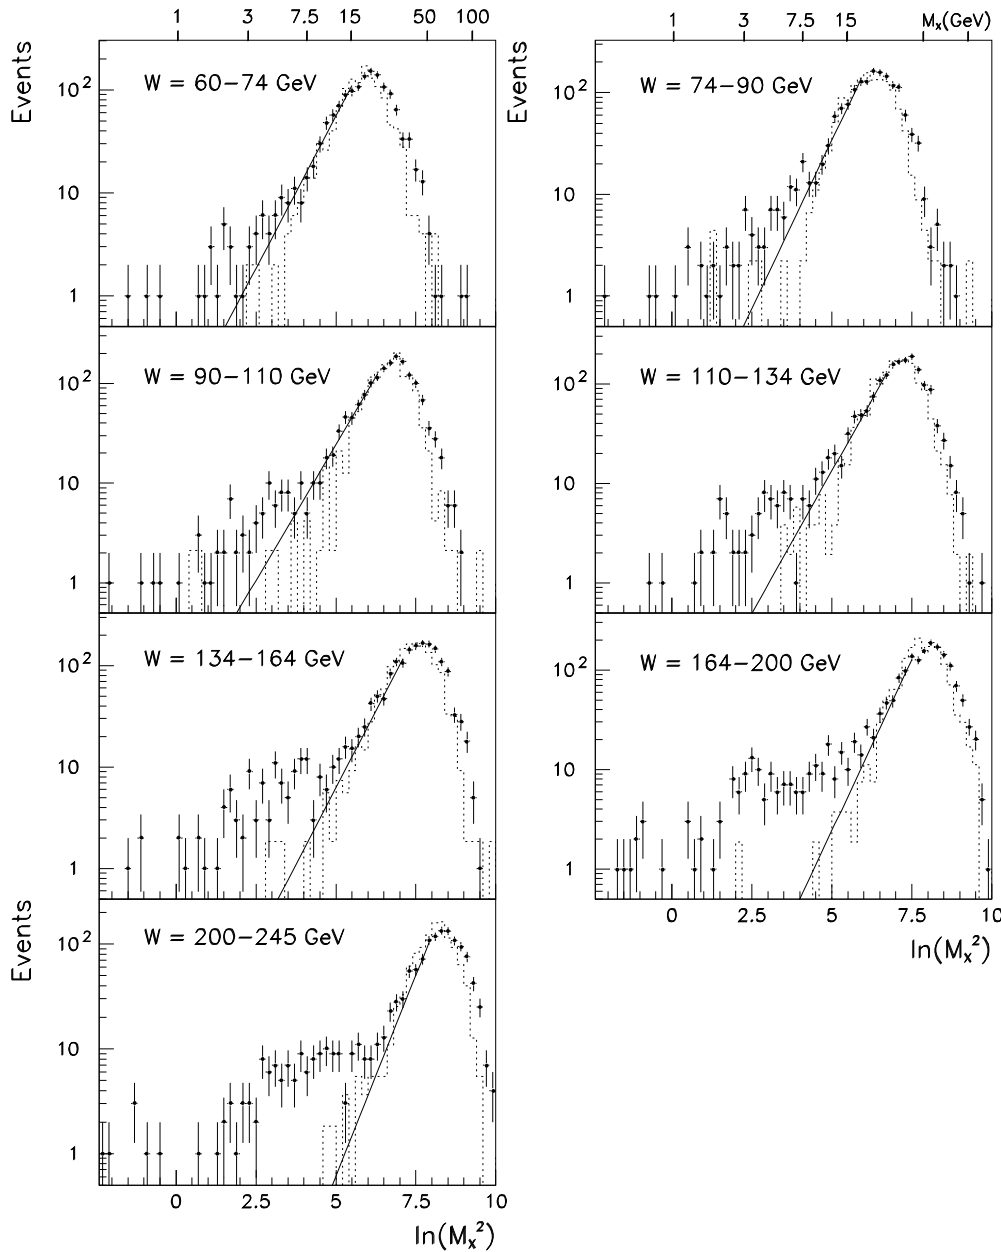 1 3 7.5 15 50 100
1 3 7.5 15 Mₓ(GeV)
Events
10²
10
1
W = 60−74 GeV
Events
10²
10
1
W = 74−90 GeV
10²
10
1
W = 90−110 GeV
10²
10
1
W = 110−134 GeV
10²
10
1
W = 134−164 GeV
10²
10
1
W = 164−200 GeV
0 2.5 5 7.5 10
ln(Mₓ²)
Events
10²
10
1
W = 200−245 GeV
0 2.5 5 7.5 10
ln(Mₓ²)